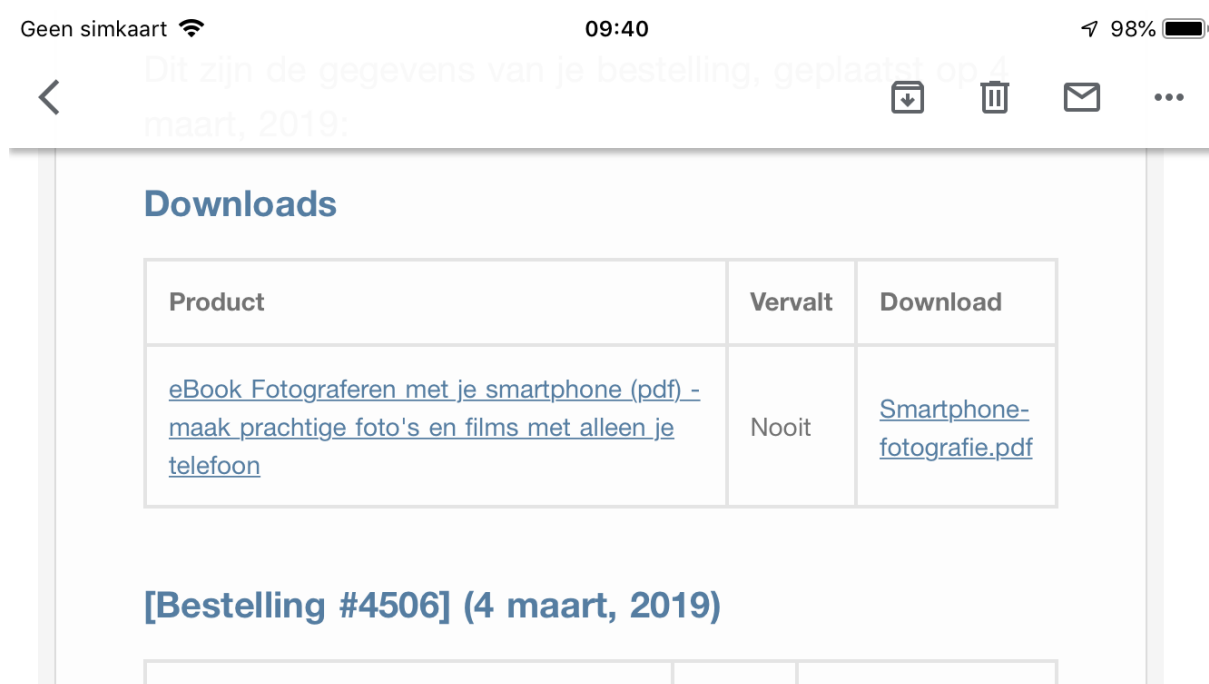 Geen simkaart 09:40 98%
Dit zijn de gegevens van je bestelling, geplaatst op 4
maart, 2019:
Downloads
Product Vervalt Download
eBook Fotograferen met je smartphone (pdf) -
maak prachtige foto's en films met alleen je
telefoon
Nooit
Smartphone-
fotografie.pdf
[Bestelling #4506] (4 maart, 2019)